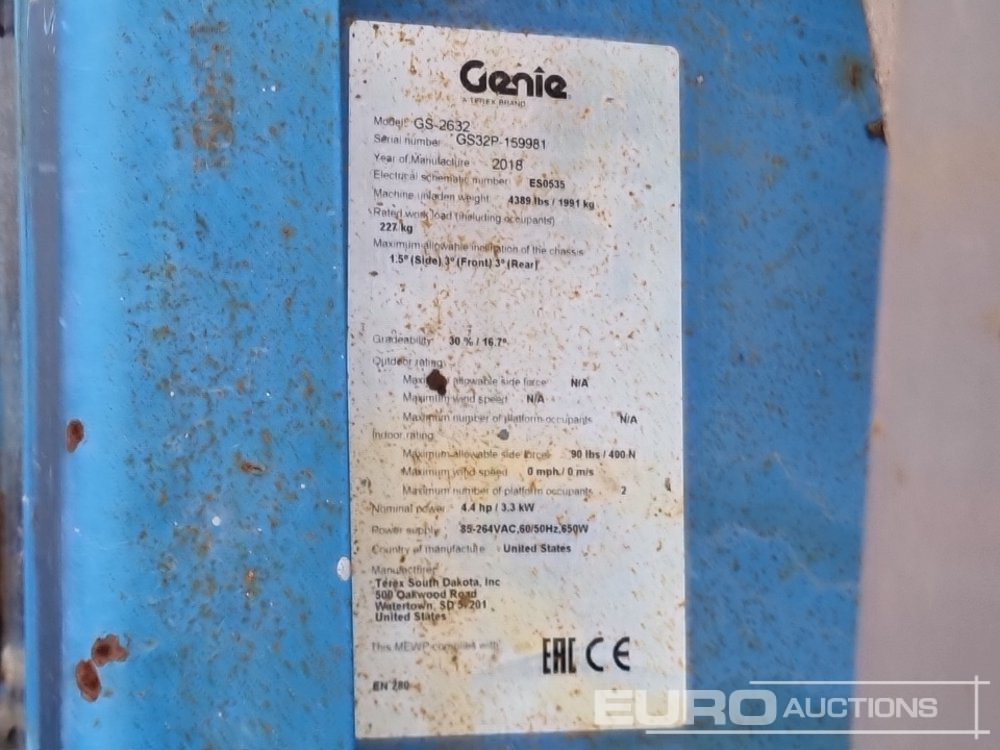 Genie
A TEREX BRAND
Model: GS-2632
Serial number GS32P-159981
Year of Manufacture 2018
Electrical schematic number ES0535
Machine unladen weight 4389 lbs / 1991 kg
Rated work load (including occupants)
227 kg
Maximum allowable inclination of the chassis
1.5° (Side) 3° (Front) 3° (Rear)
Gradeability 30 % / 16.7°
Outdoor rating
Maximum allowable side force N/A
Maximum wind speed N/A
Maximum number of platform occupants N/A
Indoor rating
Maximum allowable side force 90 lbs / 400 N
Maximum wind speed 0 mph / 0 m/s
Maximum number of platform occupants 2
Nominal power 4.4 hp / 3.3 kW
Power supply 85-264VAC,60/50Hz,650W
Country of manufacture United States
Manufacturer
Terex South Dakota, Inc
500 Oakwood Road
Watertown, SD 57201
United States
This MEWP complies with
EAC CE
EN 280
EURO AUCTIONS